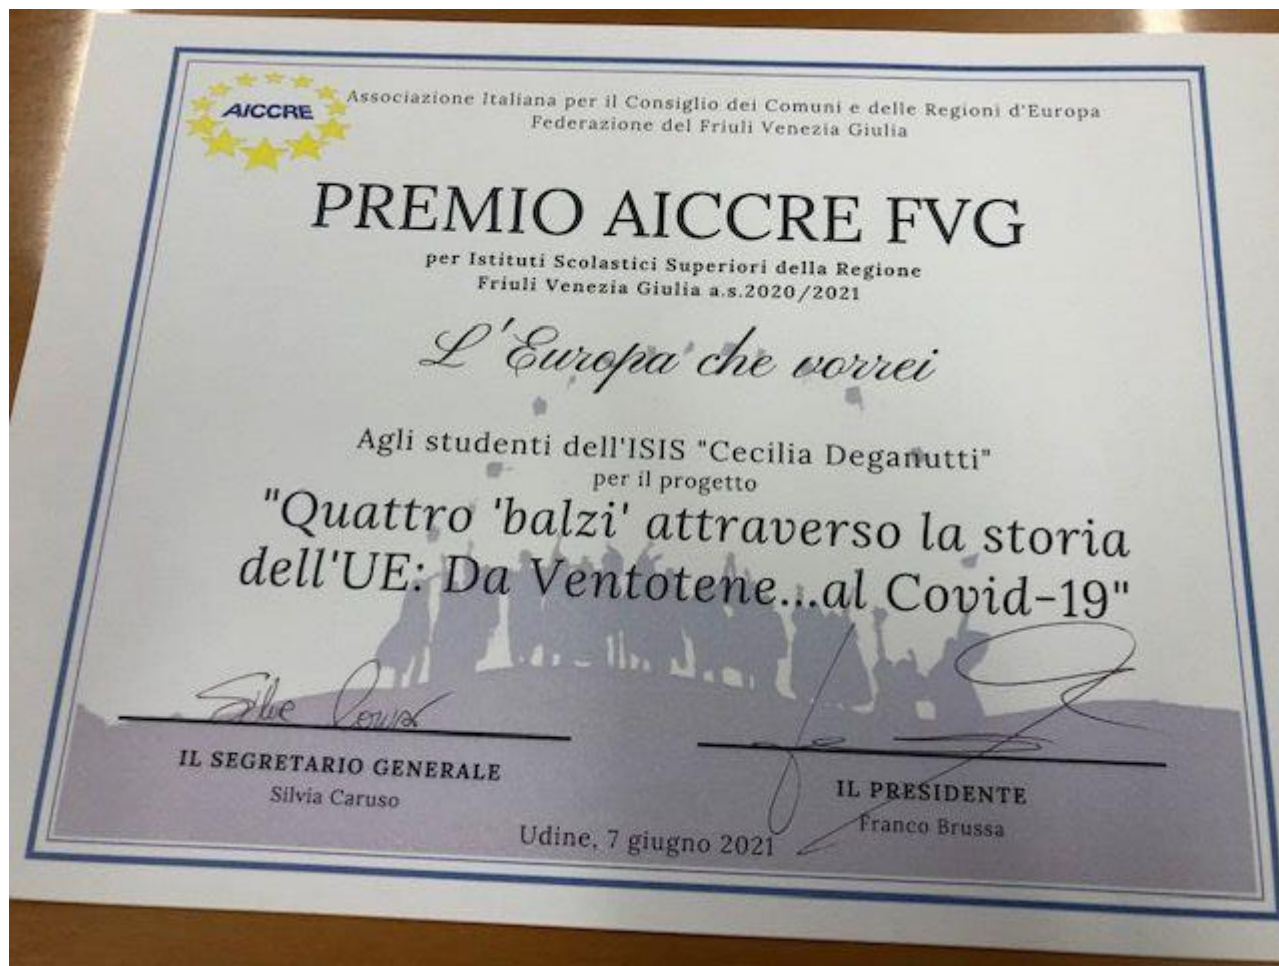 AICCRE
Associazione Italiana per il Consiglio dei Comuni e delle Regioni d'Europa
Federazione del Friuli Venezia Giulia
PREMIO AICCRE FVG
per Istituti Scolastici Superiori della Regione
Friuli Venezia Giulia a.s.2020/2021
L'Europa che vorrei
Agli studenti dell'ISIS "Cecilia Deganutti"
per il progetto
"Quattro 'balzi' attraverso la storia
dell'UE: Da Ventotene...al Covid-19"
IL SEGRETARIO GENERALE
Silvia Caruso
IL PRESIDENTE
Franco Brussa
Udine, 7 giugno 2021